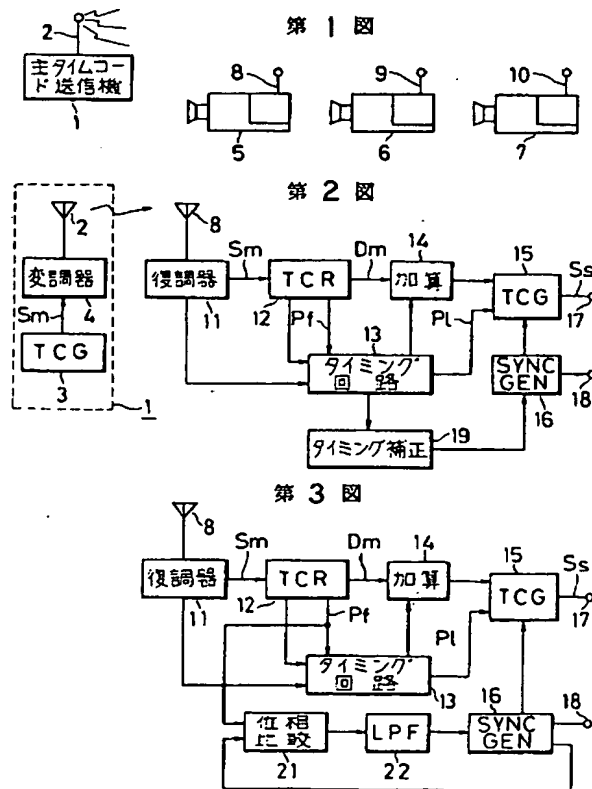 第1図
2
主タイムコー
ド送信機
1
8
9
10
5
6
7
第2図
2
変調器
4
Sm
TCG
3
1
8
復調器
11
Sm
TCR
12
Dm
14
加算
15
TCG
Ss
17
Pf
13
タイミング
回路
Pl
SYNC
GEN
16
18
タイミング補正
19
第3図
8
復調器
11
Sm
TCR
12
Dm
14
加算
15
TCG
Ss
17
Pf
Pl
タイミング
回路
13
位相
比較
21
LPF
22
16
SYNC
GEN
18